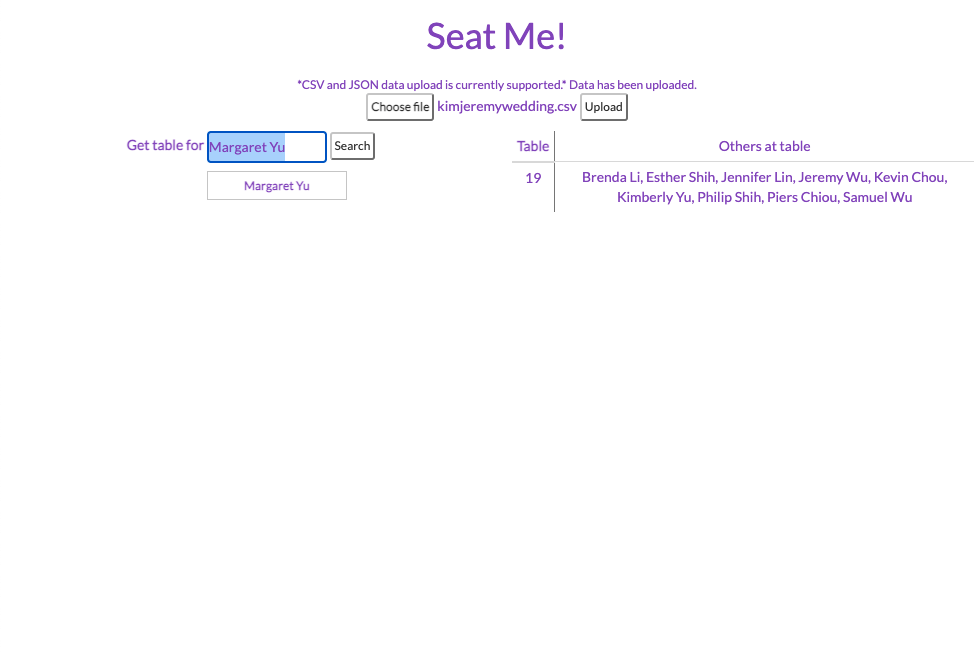 Seat Me!
*CSV and JSON data upload is currently supported.* Data has been uploaded.
Choose file kimjeremywedding.csv Upload
Get table for Margaret Yu Search
Margaret Yu
Table Others at table
19 Brenda Li, Esther Shih, Jennifer Lin, Jeremy Wu, Kevin Chou,
Kimberly Yu, Philip Shih, Piers Chiou, Samuel Wu